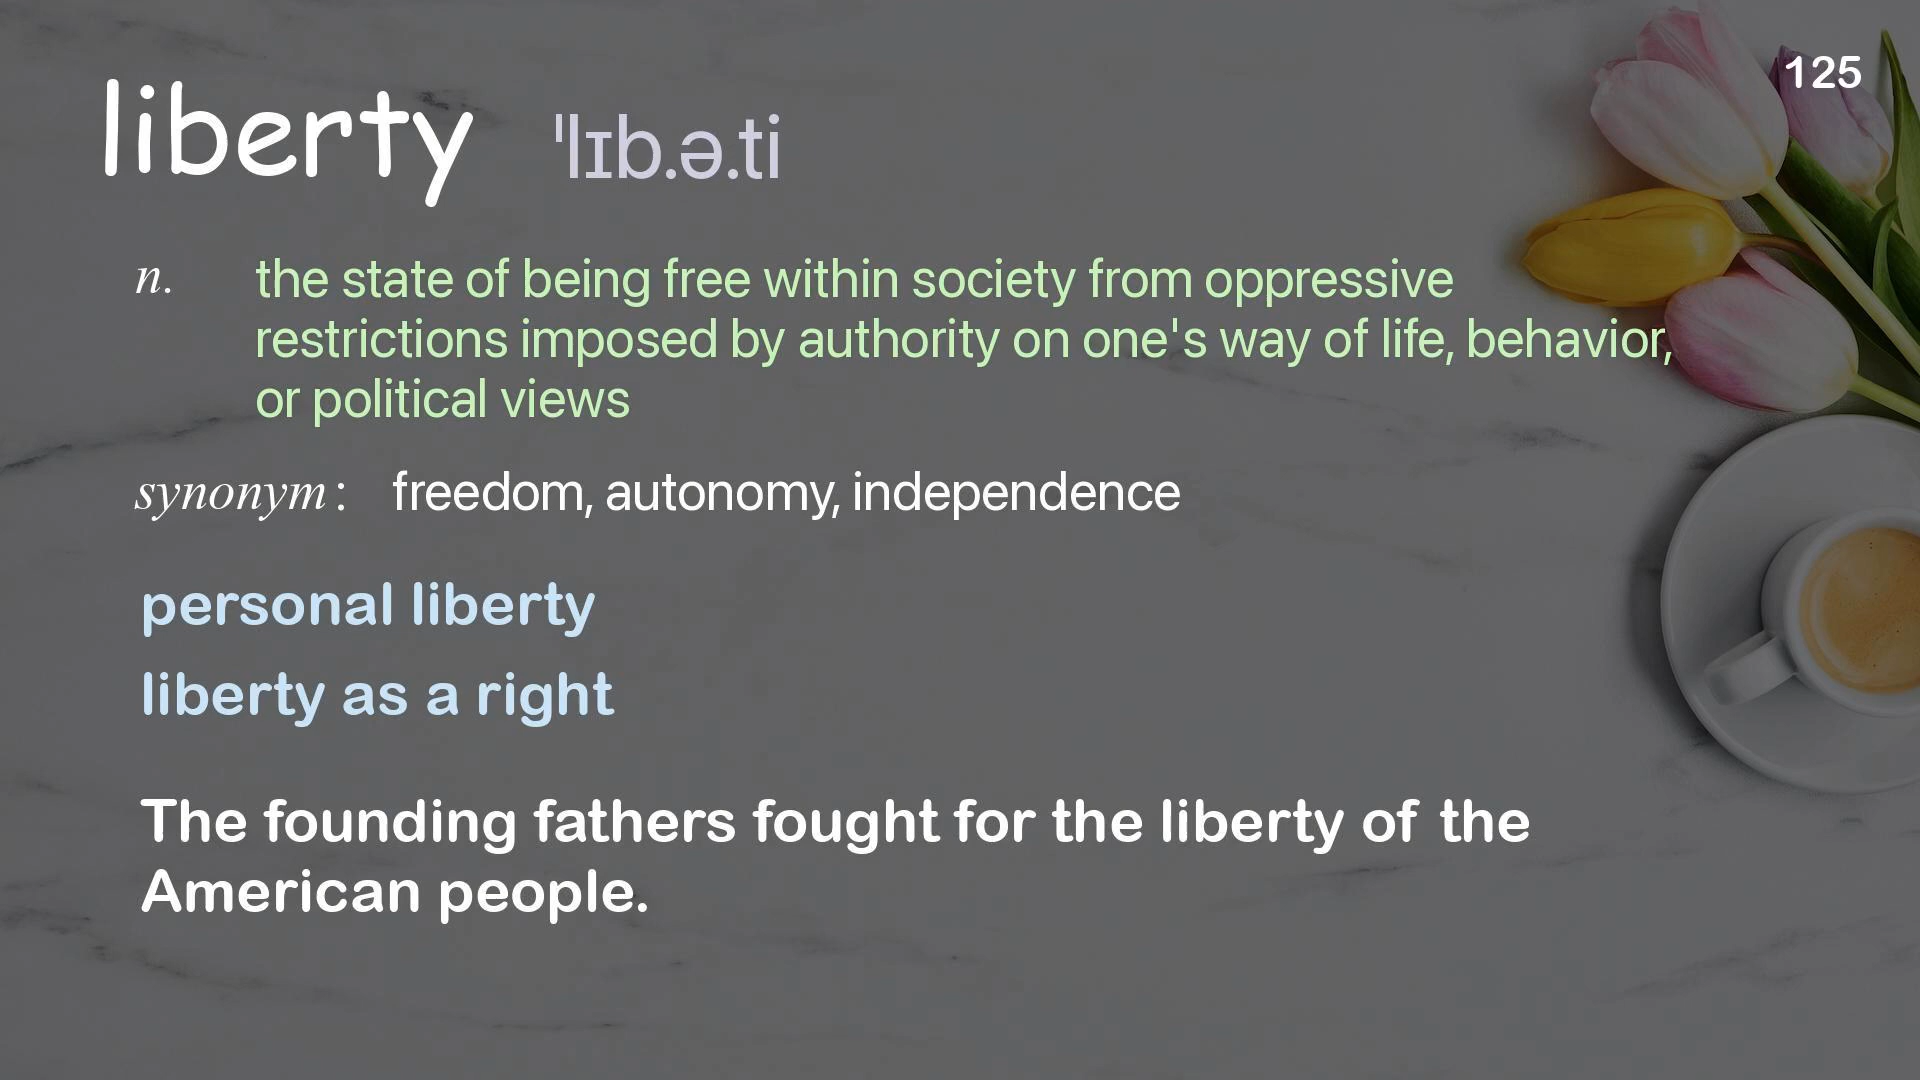 125
liberty ˈlɪb.ə.ti
n. the state of being free within society from oppressive
restrictions imposed by authority on one's way of life, behavior,
or political views
synonym : freedom, autonomy, independence
personal liberty
liberty as a right
The founding fathers fought for the liberty of the
American people.